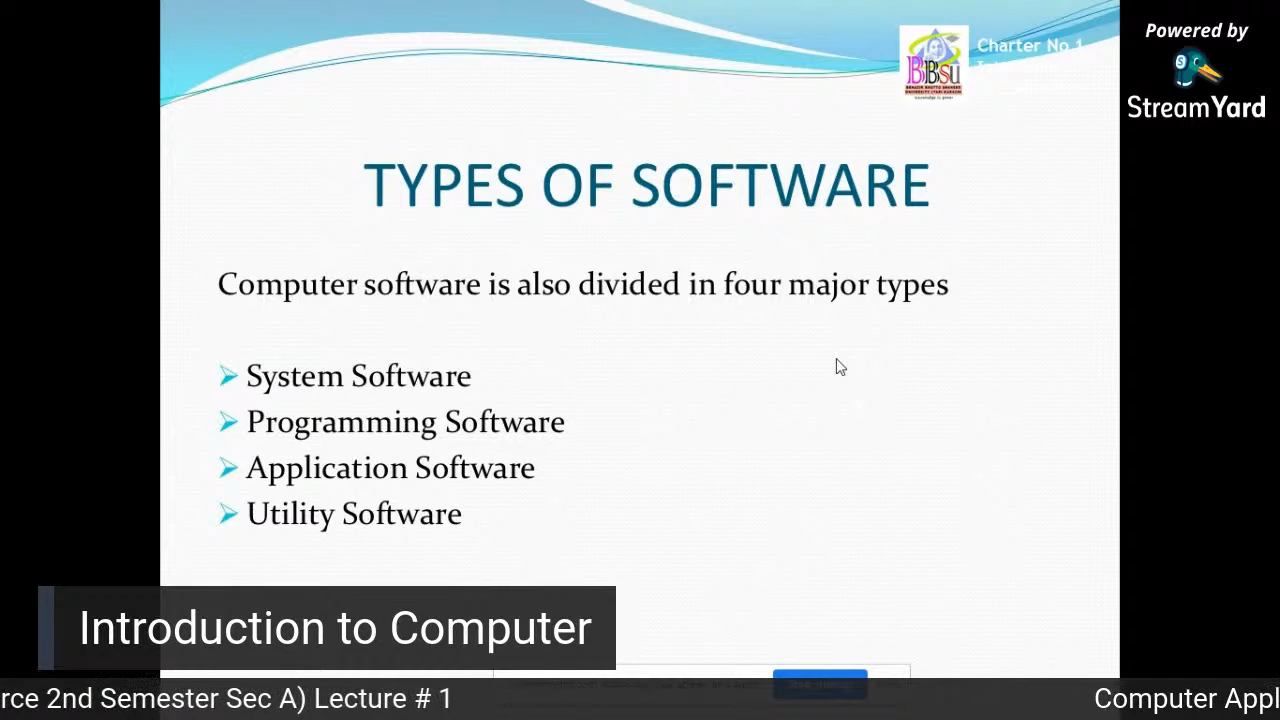 Powered by
StreamYard
Charter No 1
BBSU
TYPES OF SOFTWARE
Computer software is also divided in four major types
System Software
Programming Software
Application Software
Utility Software
Introduction to Computer
rce 2nd Semester Sec A) Lecture # 1
Computer Appl